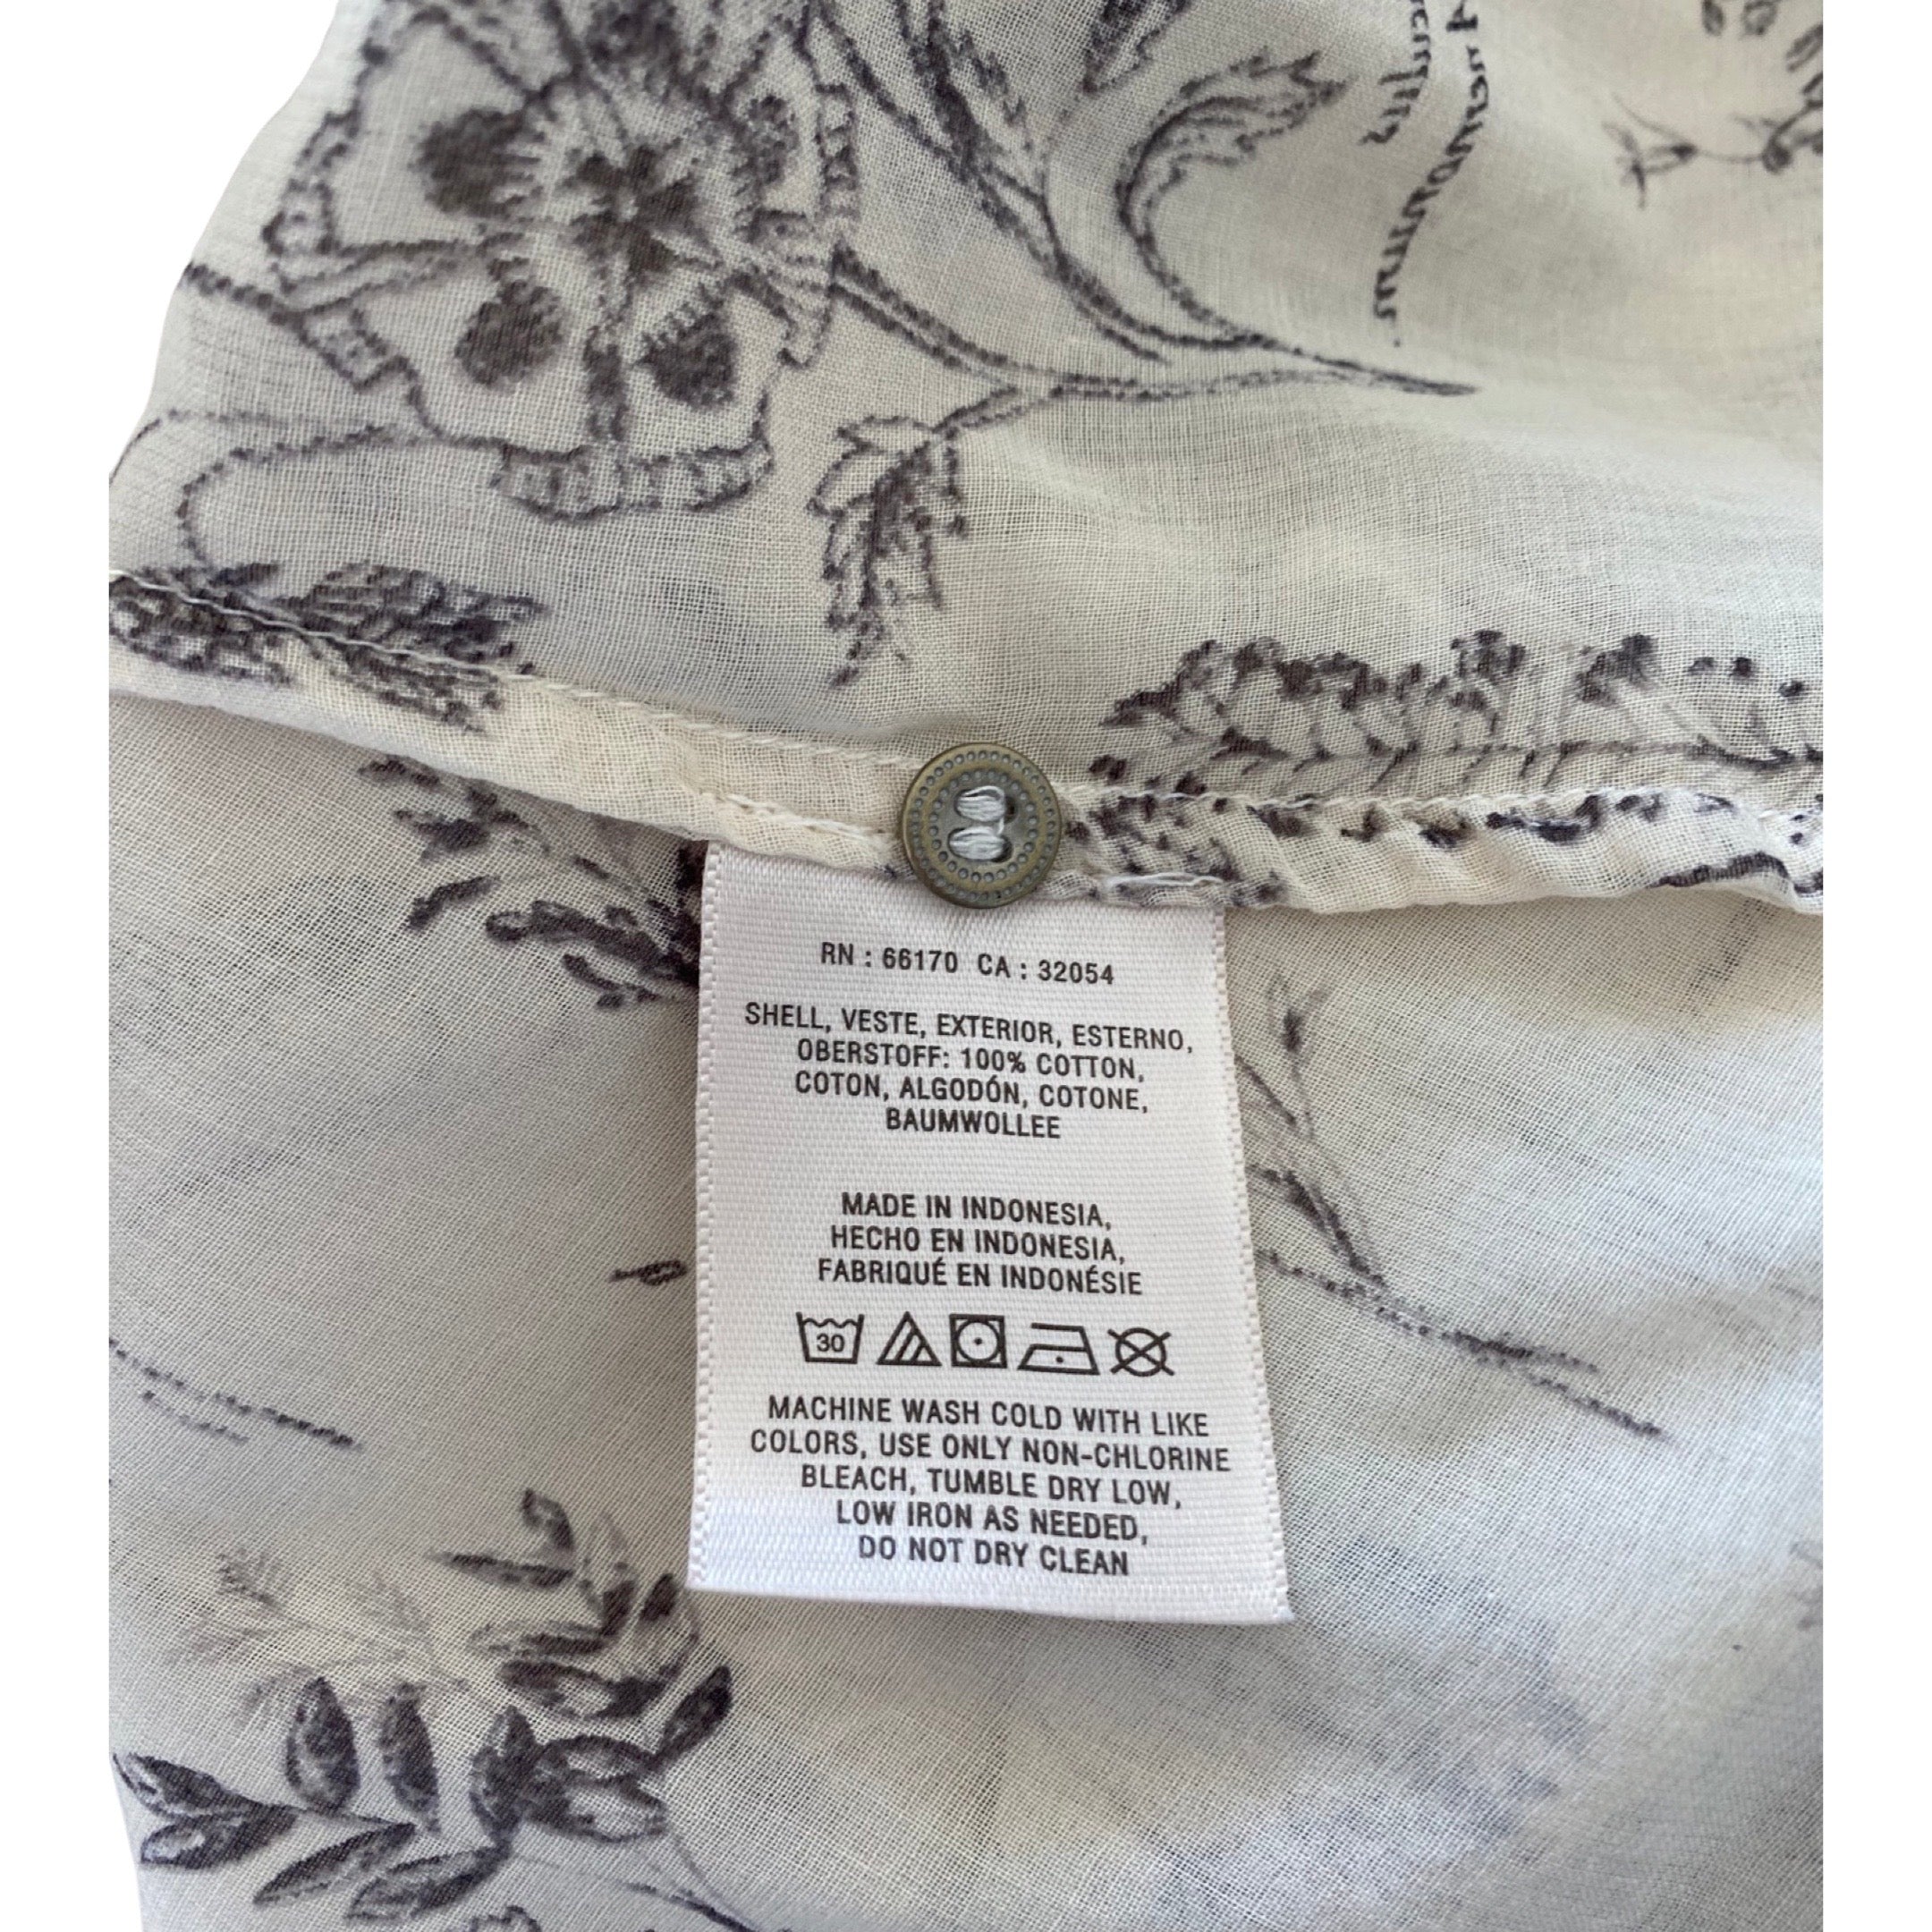 RN : 66170 CA : 32054
SHELL, VESTE, EXTERIOR, ESTERNO,
OBERSTOFF: 100% COTTON,
COTON, ALGODÓN, COTONE,
BAUMWOLLEE
MADE IN INDONESIA,
HECHO EN INDONESIA,
FABRIQUÉ EN INDONÉSIE
30
MACHINE WASH COLD WITH LIKE
COLORS, USE ONLY NON-CHLORINE
BLEACH, TUMBLE DRY LOW,
LOW IRON AS NEEDED,
DO NOT DRY CLEAN